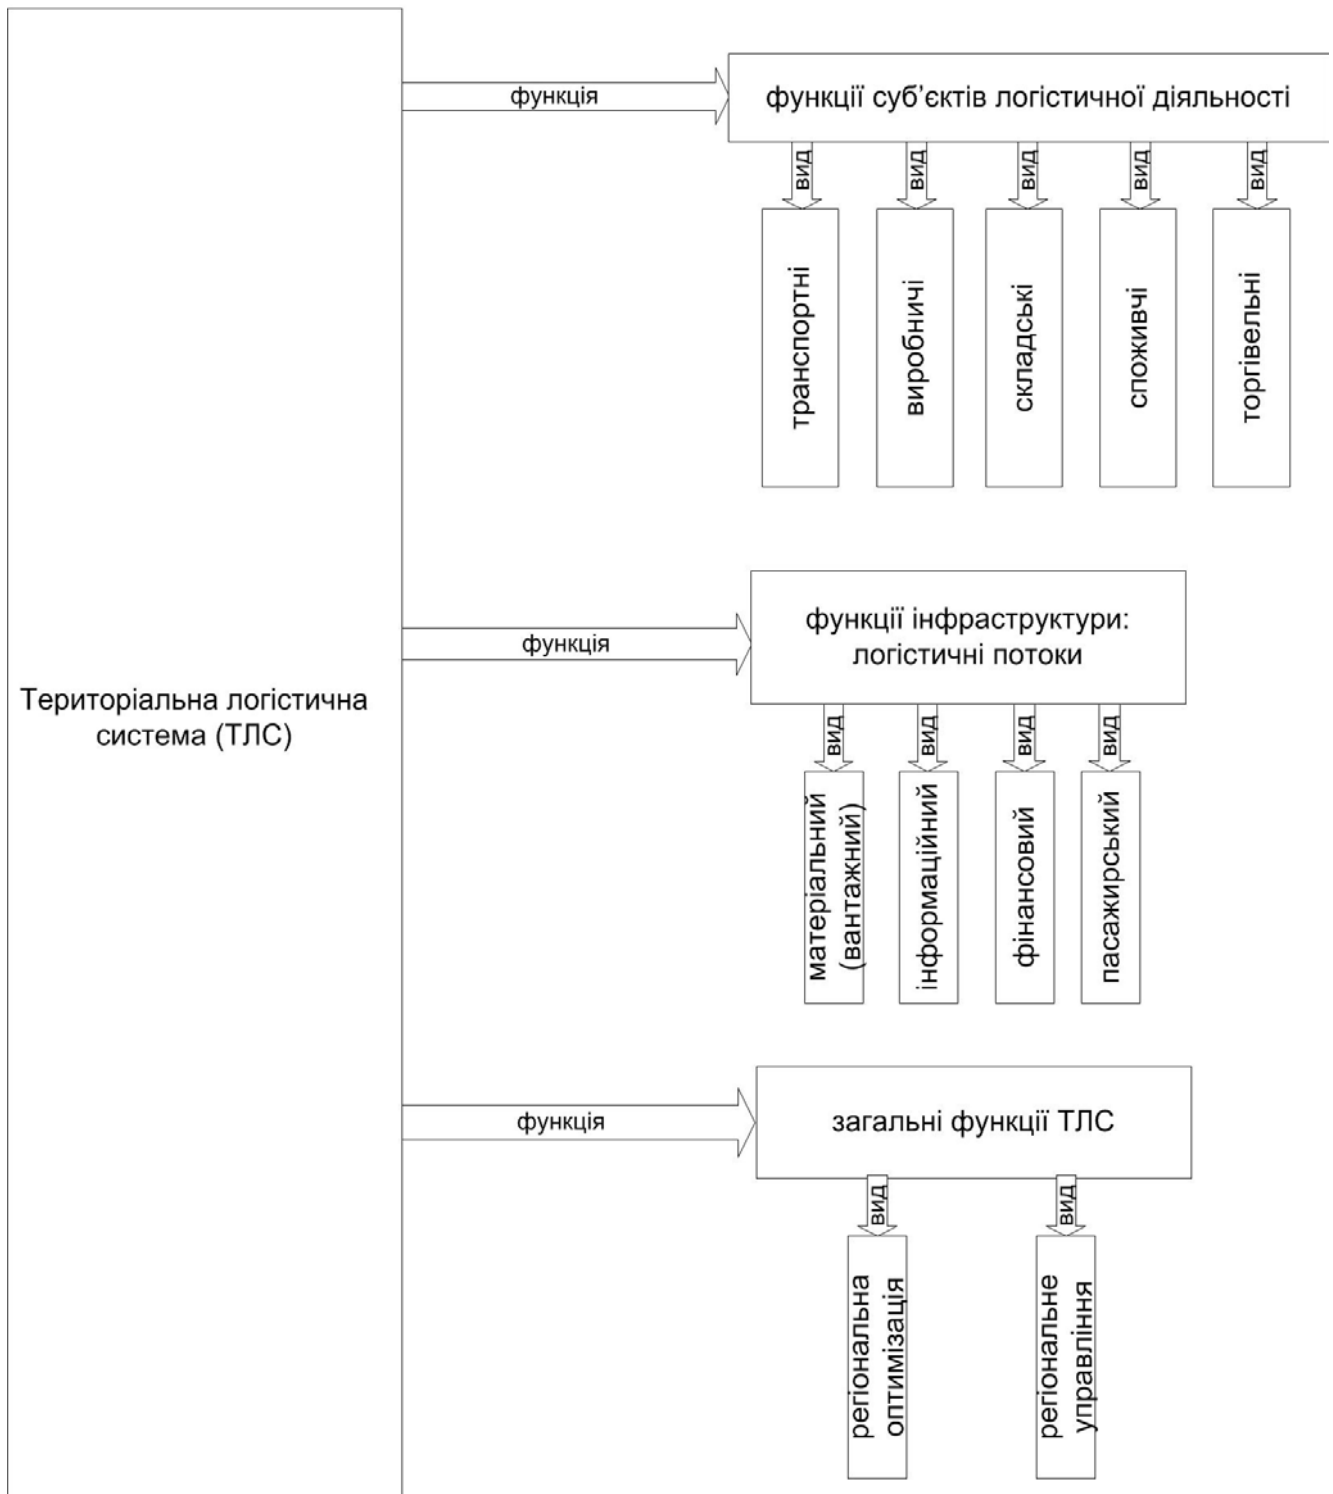 Територіальна логістична
система (ТЛС)
функція
функції суб’єктів логістичної діяльності
вид
вид
вид
вид
вид
транспортні
виробничі
складські
споживчі
торгівельні
функція
функції інфраструктури:
логістичні потоки
вид
вид
вид
вид
матеріальний
(вантажний)
інформаційний
фінансовий
пасажирський
функція
загальні функції ТЛС
вид
вид
регіональна
оптимізація
регіональне
управління